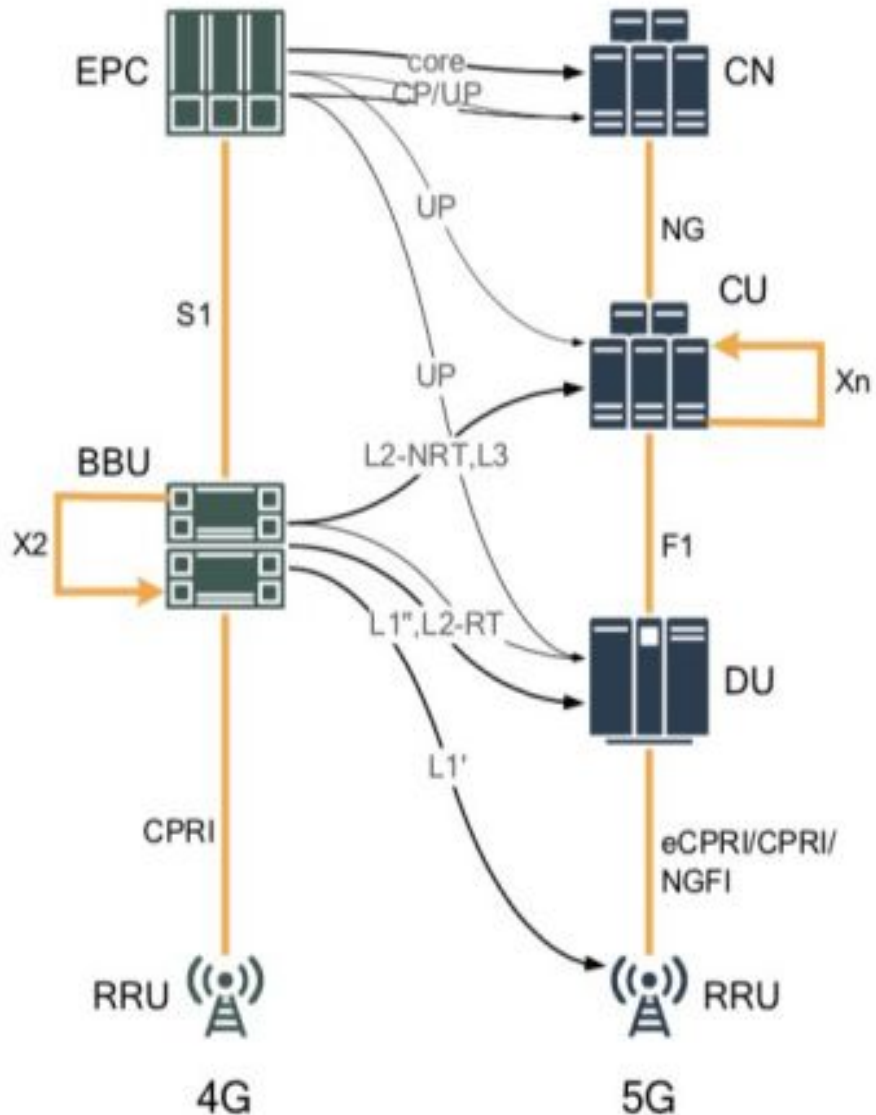 EPC
core
CP/UP
CN
UP
NG
CU
S1
UP
Xn
BBU
L2-NRT,L3
X2
F1
L1",L2-RT
DU
L1'
CPRI
eCPRI/CPRI/
NGFI
RRU
RRU
4G
5G